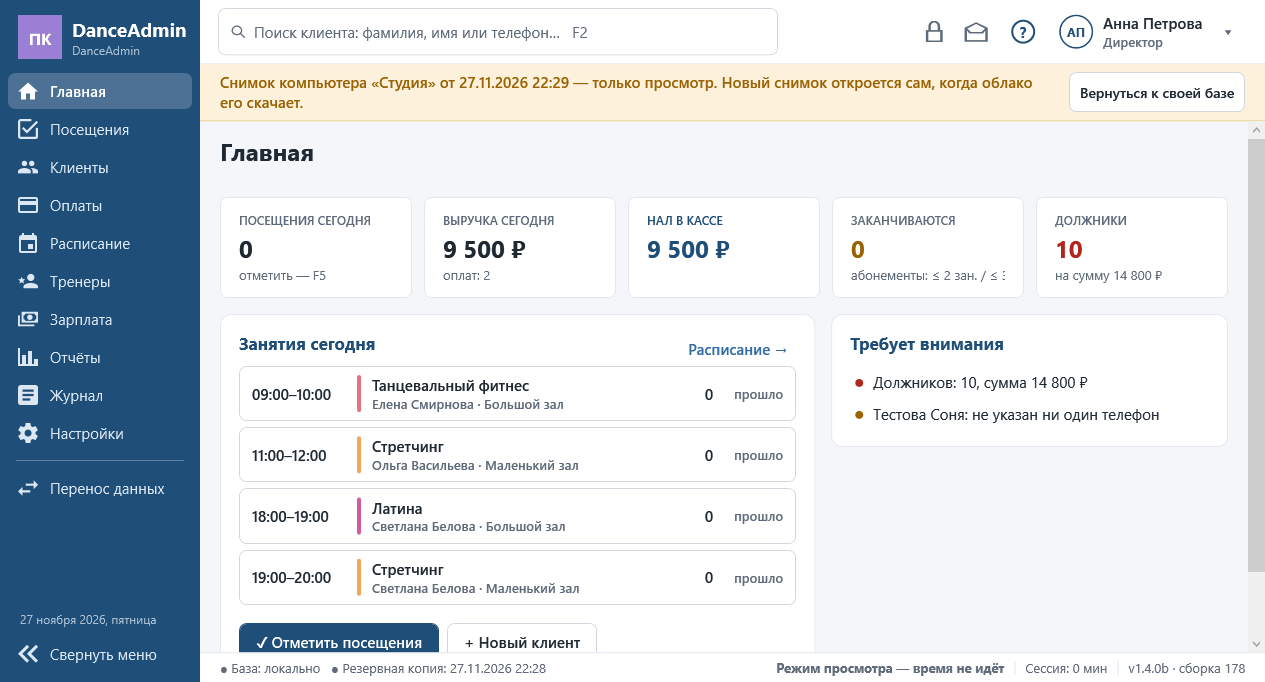 ПК
DanceAdmin
DanceAdmin
Главная
Посещения
Клиенты
Оплаты
Расписание
Тренеры
Зарплата
Отчёты
Журнал
Настройки
Перенос данных
27 ноября 2026, пятница
Свернуть меню
Поиск клиента: фамилия, имя или телефон... F2
?
АП
Анна Петрова
Директор
Снимок компьютера «Студия» от 27.11.2026 22:29 — только просмотр. Новый снимок откроется сам, когда облако
его скачает.
Вернуться к своей базе
Главная
ПОСЕЩЕНИЯ СЕГОДНЯ
0
отметить — F5
ВЫРУЧКА СЕГОДНЯ
9 500 ₽
оплат: 2
НАЛ В КАССЕ
9 500 ₽
ЗАКАНЧИВАЮТСЯ
0
абонементы: ≤ 2 зан. / ≤
ДОЛЖНИКИ
10
на сумму 14 800 ₽
Занятия сегодня
Расписание →
09:00–10:00 Танцевальный фитнес 0 прошло
Елена Смирнова · Большой зал
11:00–12:00 Стретчинг 0 прошло
Ольга Васильева · Маленький зал
18:00–19:00 Латина 0 прошло
Светлана Белова · Большой зал
19:00–20:00 Стретчинг 0 прошло
Светлана Белова · Маленький зал
✓ Отметить посещения
+ Новый клиент
Требует внимания
Должников: 10, сумма 14 800 ₽
Тестова Соня: не указан ни один телефон
● База: локально ● Резервная копия: 27.11.2026 22:28
Режим просмотра — время не идёт
Сессия: 0 мин
v1.4.0b · сборка 178